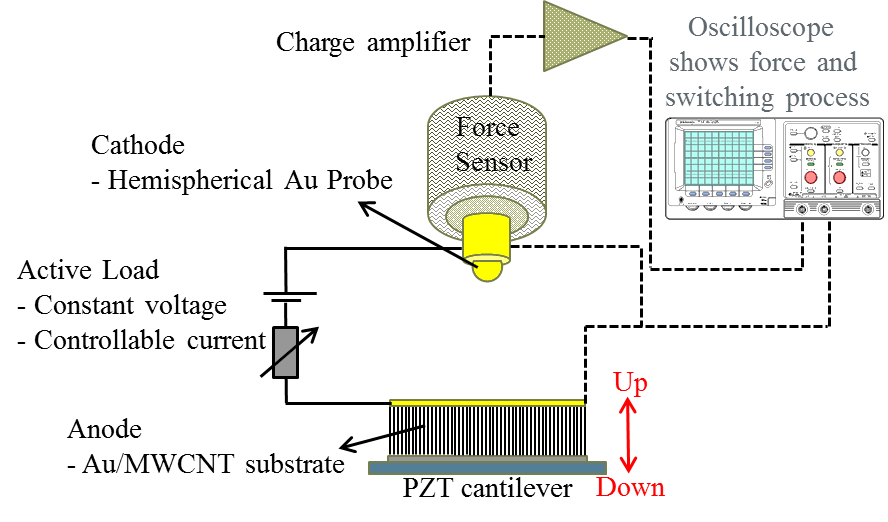 Charge amplifier
Oscilloscope
shows force and
switching process
Force
Sensor
Cathode
- Hemispherical Au Probe
Active Load
- Constant voltage
- Controllable current
Up
Anode
- Au/MWCNT substrate
PZT cantilever
Down